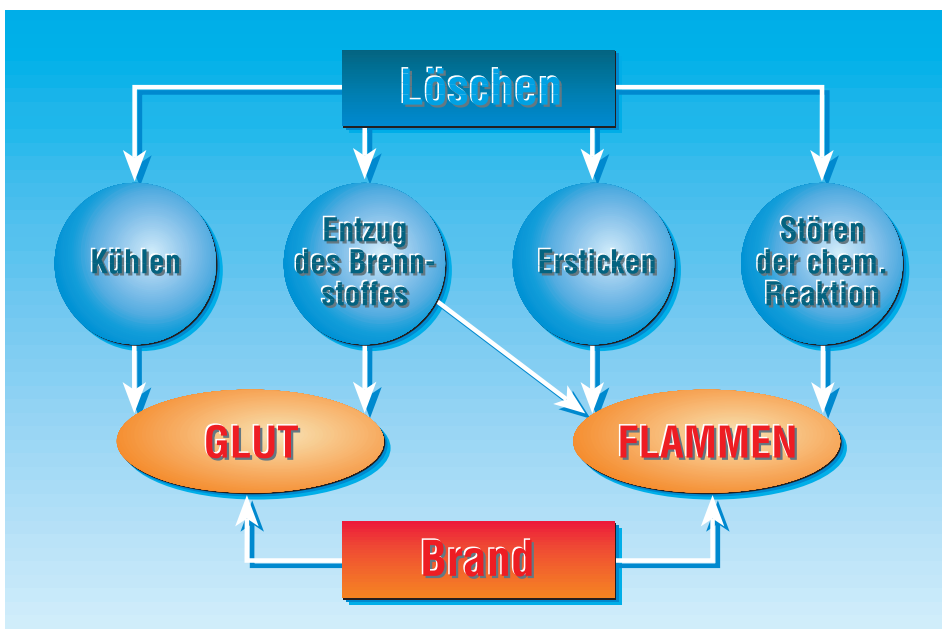 Löschen
Kühlen
Entzug
des Brenn-
stoffes
Ersticken
Stören
der chem.
Reaktion
GLUT
FLAMMEN
Brand